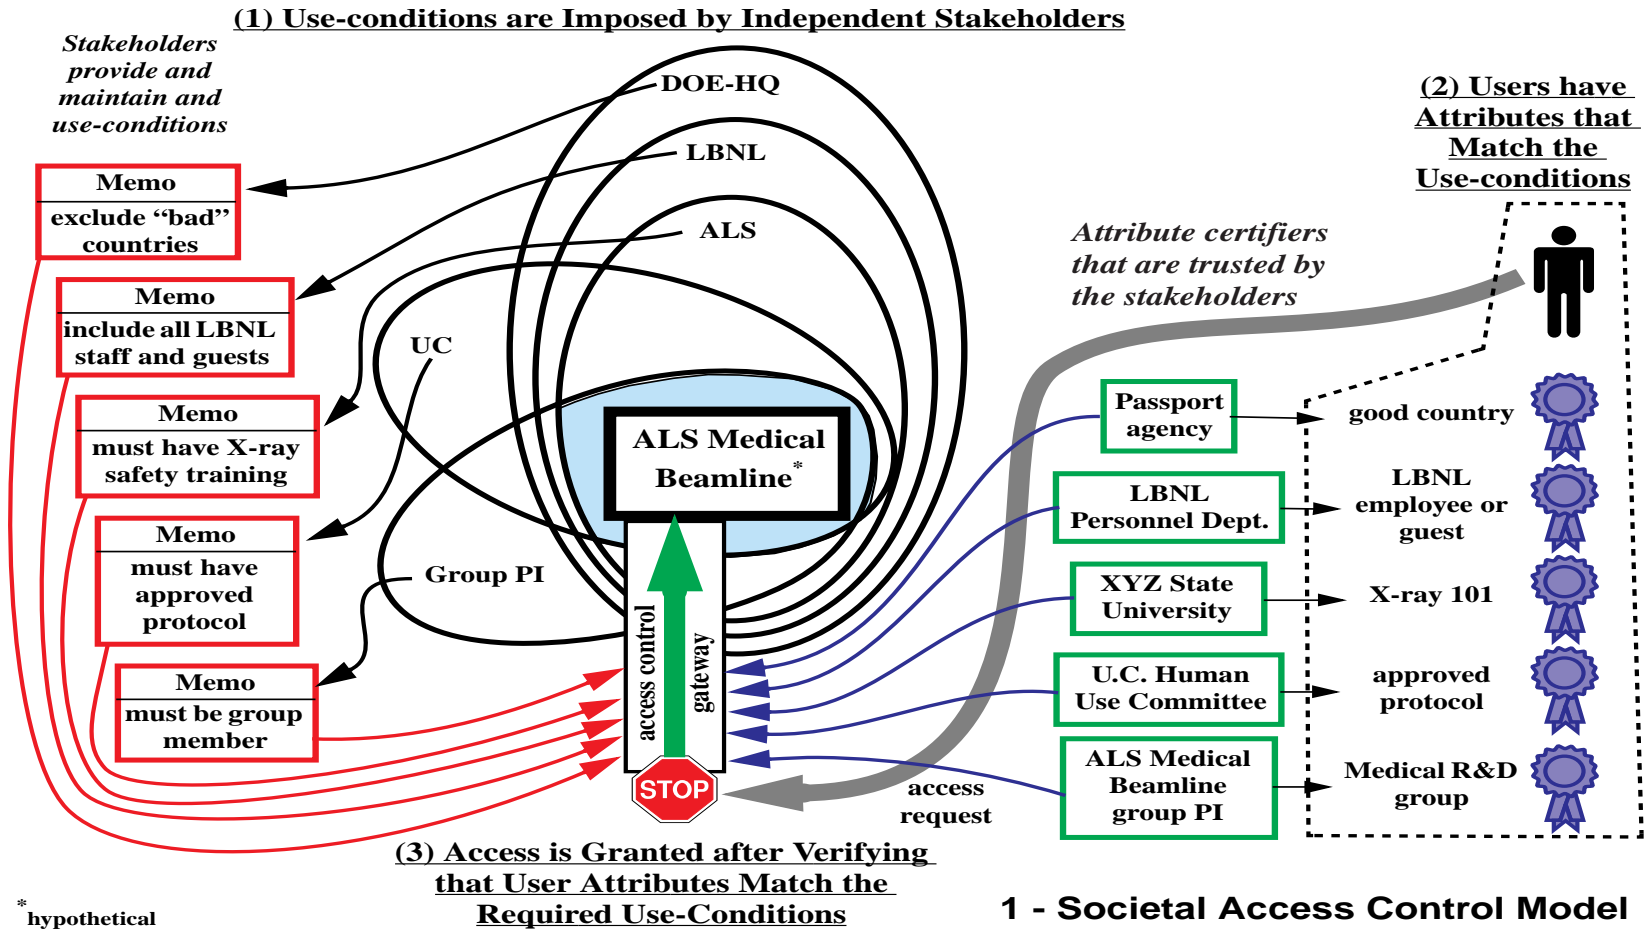 (1) Use-conditions are Imposed by Independent Stakeholders
Stakeholders
provide and
maintain and
use-conditions
DOE-HQ
LBNL
ALS
UC
Group PI
Memo
exclude “bad”
countries
Memo
include all LBNL
staff and guests
Memo
must have X-ray
safety training
Memo
must have
approved
protocol
Memo
must be group
member
ALS Medical
Beamline*
access control
gateway
STOP
(2) Users have
Attributes that
Match the
Use-conditions
Attribute certifiers
that are trusted by
the stakeholders
Passport
agency
good country
LBNL
Personnel Dept.
LBNL
employee or
guest
XYZ State
University
X-ray 101
U.C. Human
Use Committee
approved
protocol
ALS Medical
Beamline
group PI
Medical R&D
group
access
request
(3) Access is Granted after Verifying
that User Attributes Match the
Required Use-Conditions
*hypothetical
1 - Societal Access Control Model